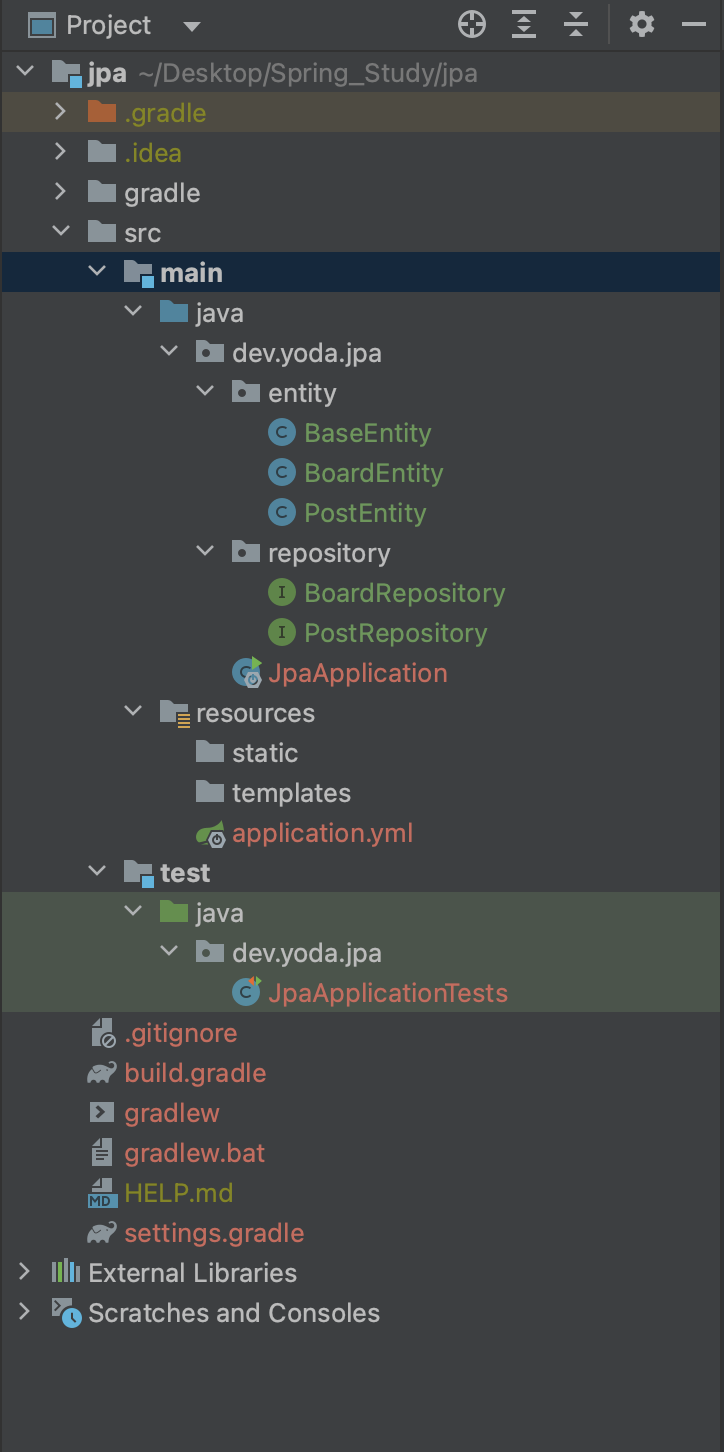 Project
jpa ~/Desktop/Spring_Study/jpa
.gradle
.idea
gradle
src
main
java
dev.yoda.jpa
entity
C BaseEntity
C BoardEntity
C PostEntity
repository
I BoardRepository
I PostRepository
C JpaApplication
resources
static
templates
application.yml
test
java
dev.yoda.jpa
C JpaApplicationTests
.gitignore
build.gradle
gradlew
gradlew.bat
MD HELP.md
settings.gradle
External Libraries
Scratches and Consoles